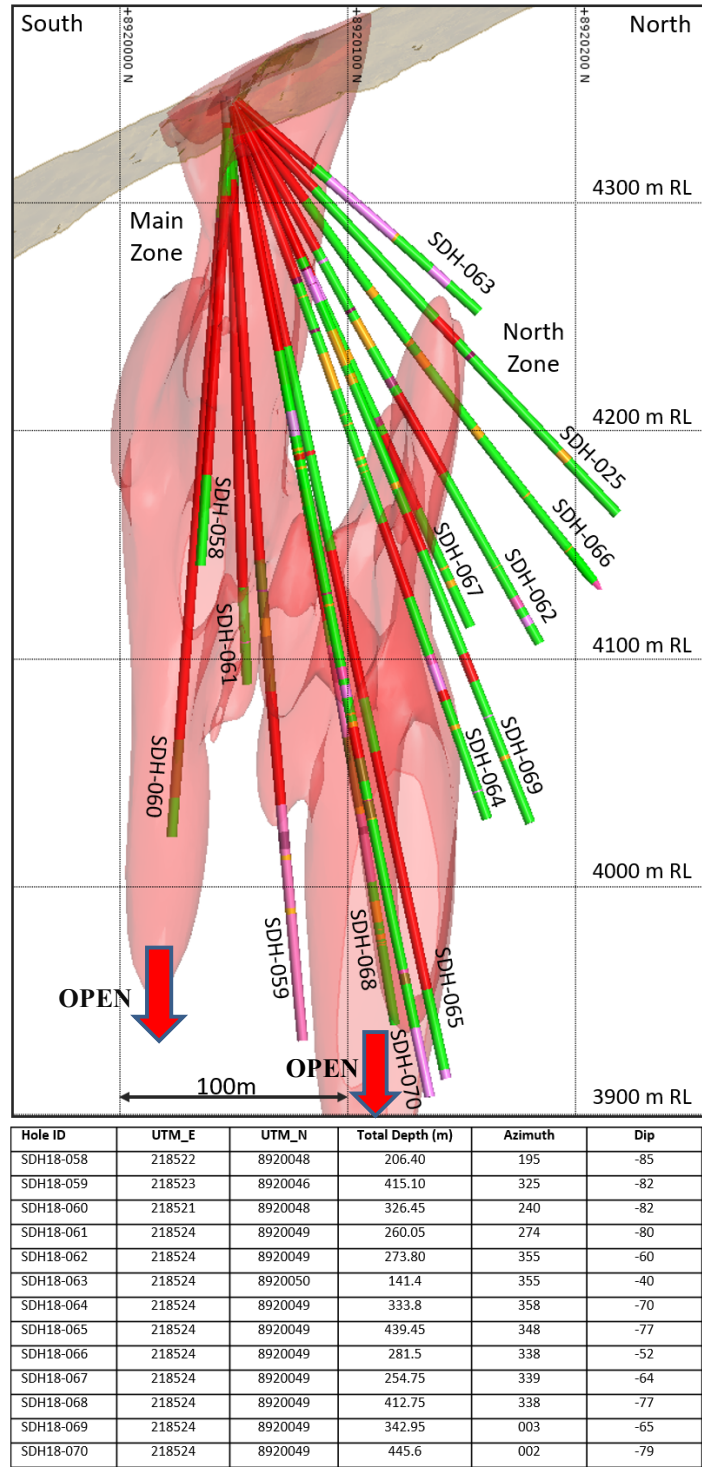 South
+8920000 N
+8920100 N
+8920200 N
North
4300 m RL
Main
Zone
SDH-063
North
Zone
4200 m RL
SDH-025
SDH-058
SDH-066
SDH-067
SDH-062
SDH-061
4100 m RL
SDH-060
SDH-064
SDH-069
4000 m RL
SDH-059
SDH-068
SDH-065
OPEN
OPEN
SDH-070
100m
3900 m RL
Hole ID UTM_E UTM_N Total Depth (m) Azimuth Dip
SDH18-058 218522 8920048 206.40 195 -85
SDH18-059 218523 8920046 415.10 325 -82
SDH18-060 218521 8920048 326.45 240 -82
SDH18-061 218524 8920049 260.05 274 -80
SDH18-062 218524 8920049 273.80 355 -60
SDH18-063 218524 8920050 141.4 355 -40
SDH18-064 218524 8920049 333.8 358 -70
SDH18-065 218524 8920049 439.45 348 -77
SDH18-066 218524 8920049 281.5 338 -52
SDH18-067 218524 8920049 254.75 339 -64
SDH18-068 218524 8920049 412.75 338 -77
SDH18-069 218524 8920049 342.95 003 -65
SDH18-070 218524 8920049 445.6 002 -79